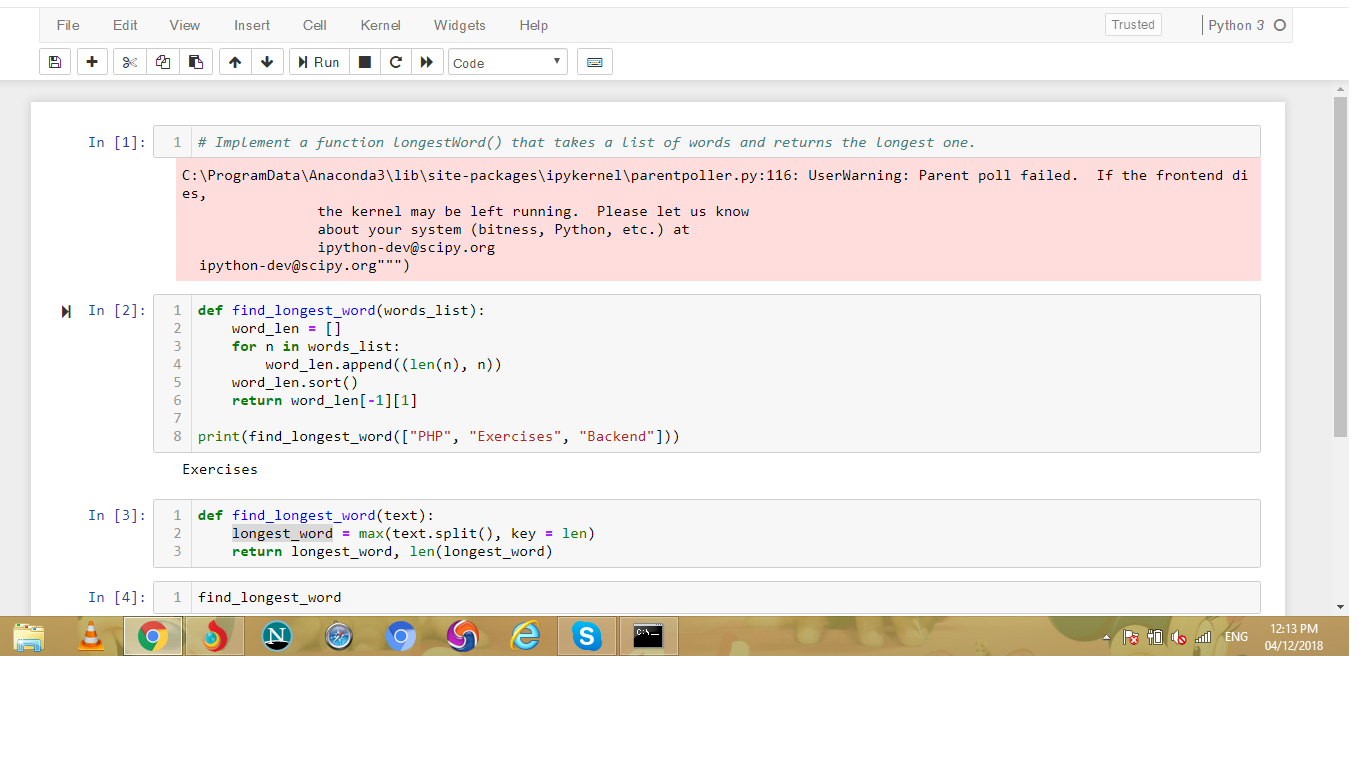 File Edit View Insert Cell Kernel Widgets Help Trusted Python 3
Run Code
In [1]: 1 # Implement a function longestWord() that takes a list of words and returns the longest one.
C:\ProgramData\Anaconda3\lib\site-packages\ipykernel\parentpoller.py:116: UserWarning: Parent poll failed.  If the frontend di
es,
                the kernel may be left running.  Please let us know
                about your system (bitness, Python, etc.) at
                ipython-dev@scipy.org
  ipython-dev@scipy.org""")
In [2]: 1 def find_longest_word(words_list):
2     word_len = []
3     for n in words_list:
4         word_len.append((len(n), n))
5     word_len.sort()
6     return word_len[-1][1]
7
8 print(find_longest_word(["PHP", "Exercises", "Backend"]))
Exercises
In [3]: 1 def find_longest_word(text):
2     longest_word = max(text.split(), key = len)
3     return longest_word, len(longest_word)
In [4]: 1 find_longest_word
N S C:\ ENG 12:13 PM
04/12/2018